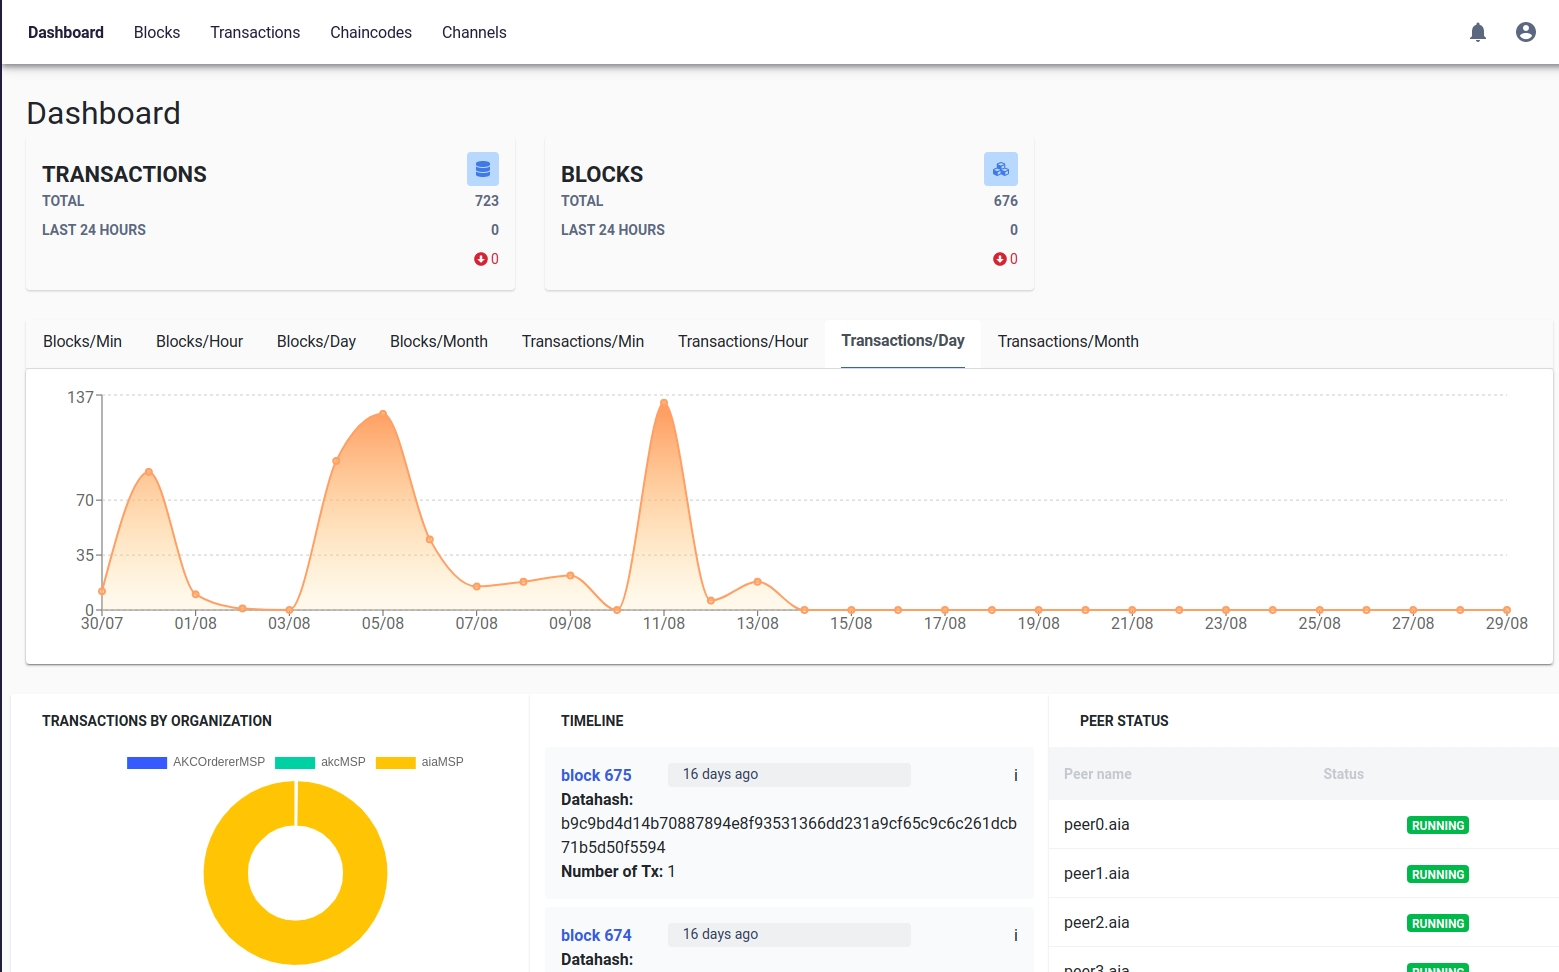 Dashboard Blocks Transactions Chaincodes Channels
Dashboard
TRANSACTIONS
TOTAL 723
LAST 24 HOURS 0
0
BLOCKS
TOTAL 676
LAST 24 HOURS 0
0
Blocks/Min Blocks/Hour Blocks/Day Blocks/Month Transactions/Min Transactions/Hour Transactions/Day Transactions/Month
137
70
35
0
30/07 01/08 03/08 05/08 07/08 09/08 11/08 13/08 15/08 17/08 19/08 21/08 23/08 25/08 27/08 29/08
TRANSACTIONS BY ORGANIZATION
AKCOrdererMSP akcMSP aiaMSP
TIMELINE
block 675 16 days ago i
Datahash:
b9c9bd4d14b70887894e8f93531366dd231a9cf65c9c6c261dcb
71b5d50f5594
Number of Tx: 1
block 674 16 days ago i
Datahash:
PEER STATUS
Peer name Status
peer0.aia RUNNING
peer1.aia RUNNING
peer2.aia RUNNING
peer3.aia RUNNING